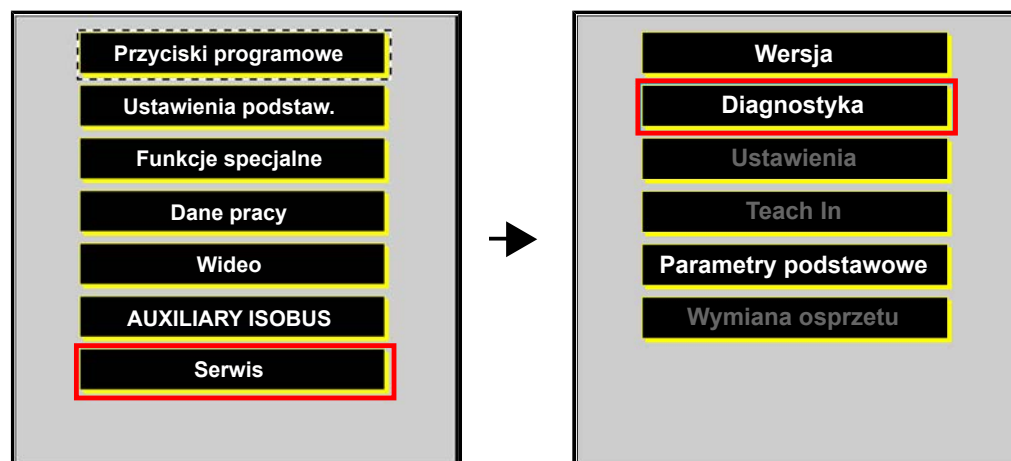 Przyciski programowe
Ustawienia podstaw.
Funkcje specjalne
Dane pracy
Wideo
AUXILIARY ISOBUS
Serwis
Wersja
Diagnostyka
Ustawienia
Teach In
Parametry podstawowe
Wymiana osprzetu